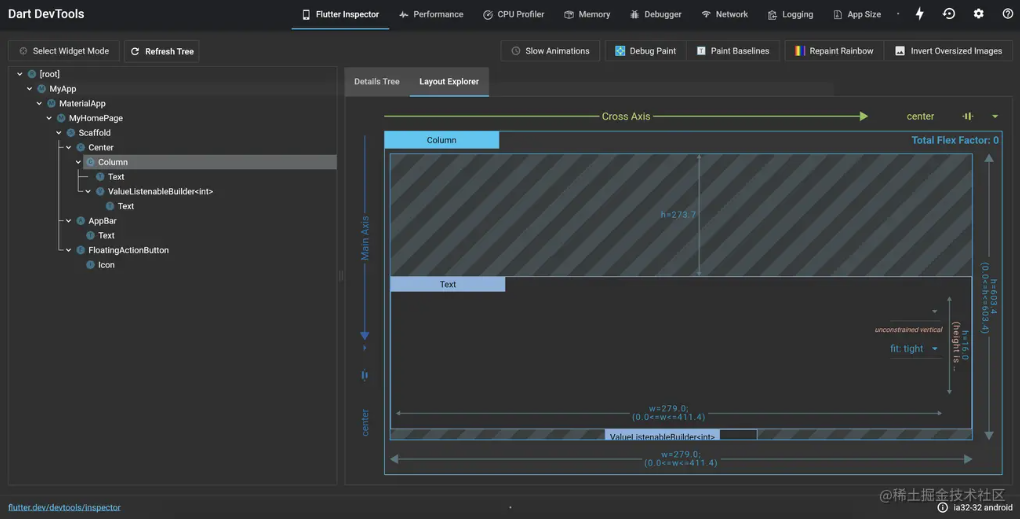 Dart DevTools
Flutter Inspector
Performance
CPU Profiler
Memory
Debugger
Network
Logging
App Size
Select Widget Mode
Refresh Tree
Slow Animations
Debug Paint
Paint Baselines
Repaint Rainbow
Invert Oversized Images
[root]
MyApp
MaterialApp
MyHomePage
Scaffold
Center
Column
Text
ValueListenableBuilder<int>
Text
AppBar
Text
FloatingActionButton
Icon
Details Tree
Layout Explorer
Cross Axis
center
Main Axis
center
Column
Total Flex Factor: 0
h=273.7
Text
unconstrained vertical
fit: tight
h=16.0
(height is ...
h=603.4
(0.0<=h<=603.4)
w=279.0;
(0.0<=w<=411.4)
ValueListenableBuilder<int>
w=279.0;
(0.0<=w<=411.4)
flutter.dev/devtools/inspector
@稀土掘金技术社区
ia32-32 android